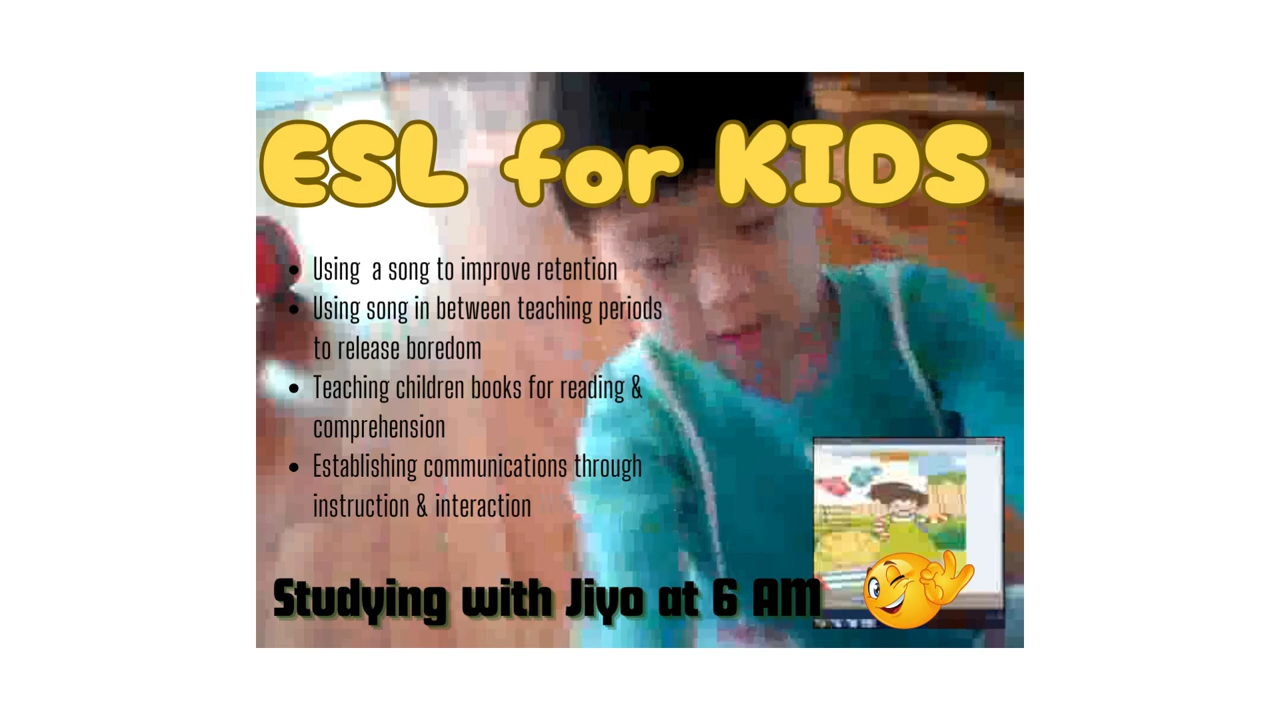 ESL for KIDS
• Using  a song to improve retention
• Using song in between teaching periods
to release boredom
• Teaching children books for reading &
comprehension
• Establishing communications through
instruction & interaction
Studying with Jiyo at 6 AM